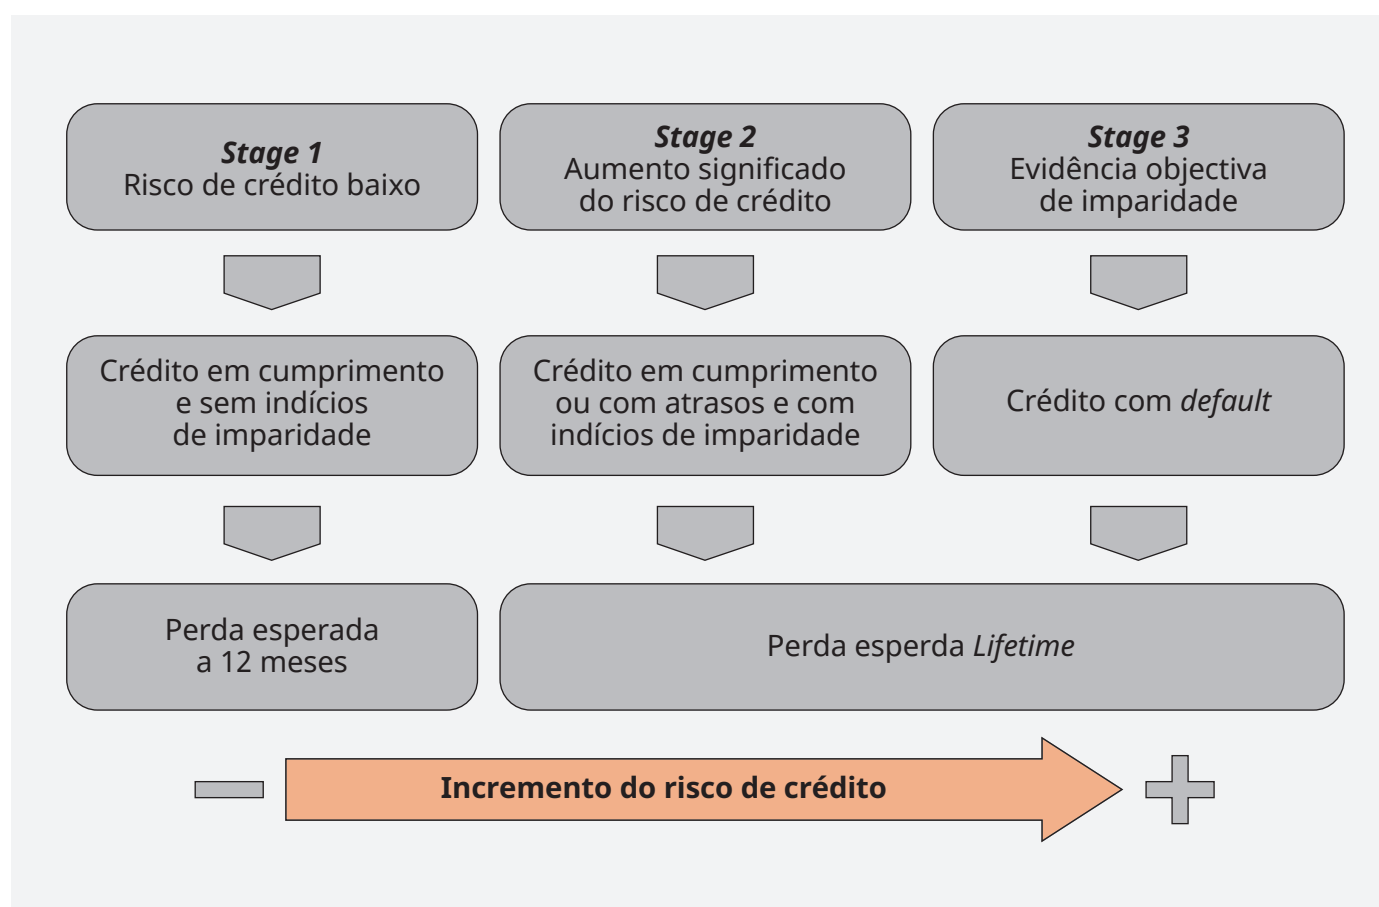 Stage 1
Risco de crédito baixo
Stage 2
Aumento significado
do risco de crédito
Stage 3
Evidência objectiva
de imparidade
Crédito em cumprimento
e sem indícios
de imparidade
Crédito em cumprimento
ou com atrasos e com
indícios de imparidade
Crédito com default
Perda esperada
a 12 meses
Perda esperda Lifetime
Incremento do risco de crédito